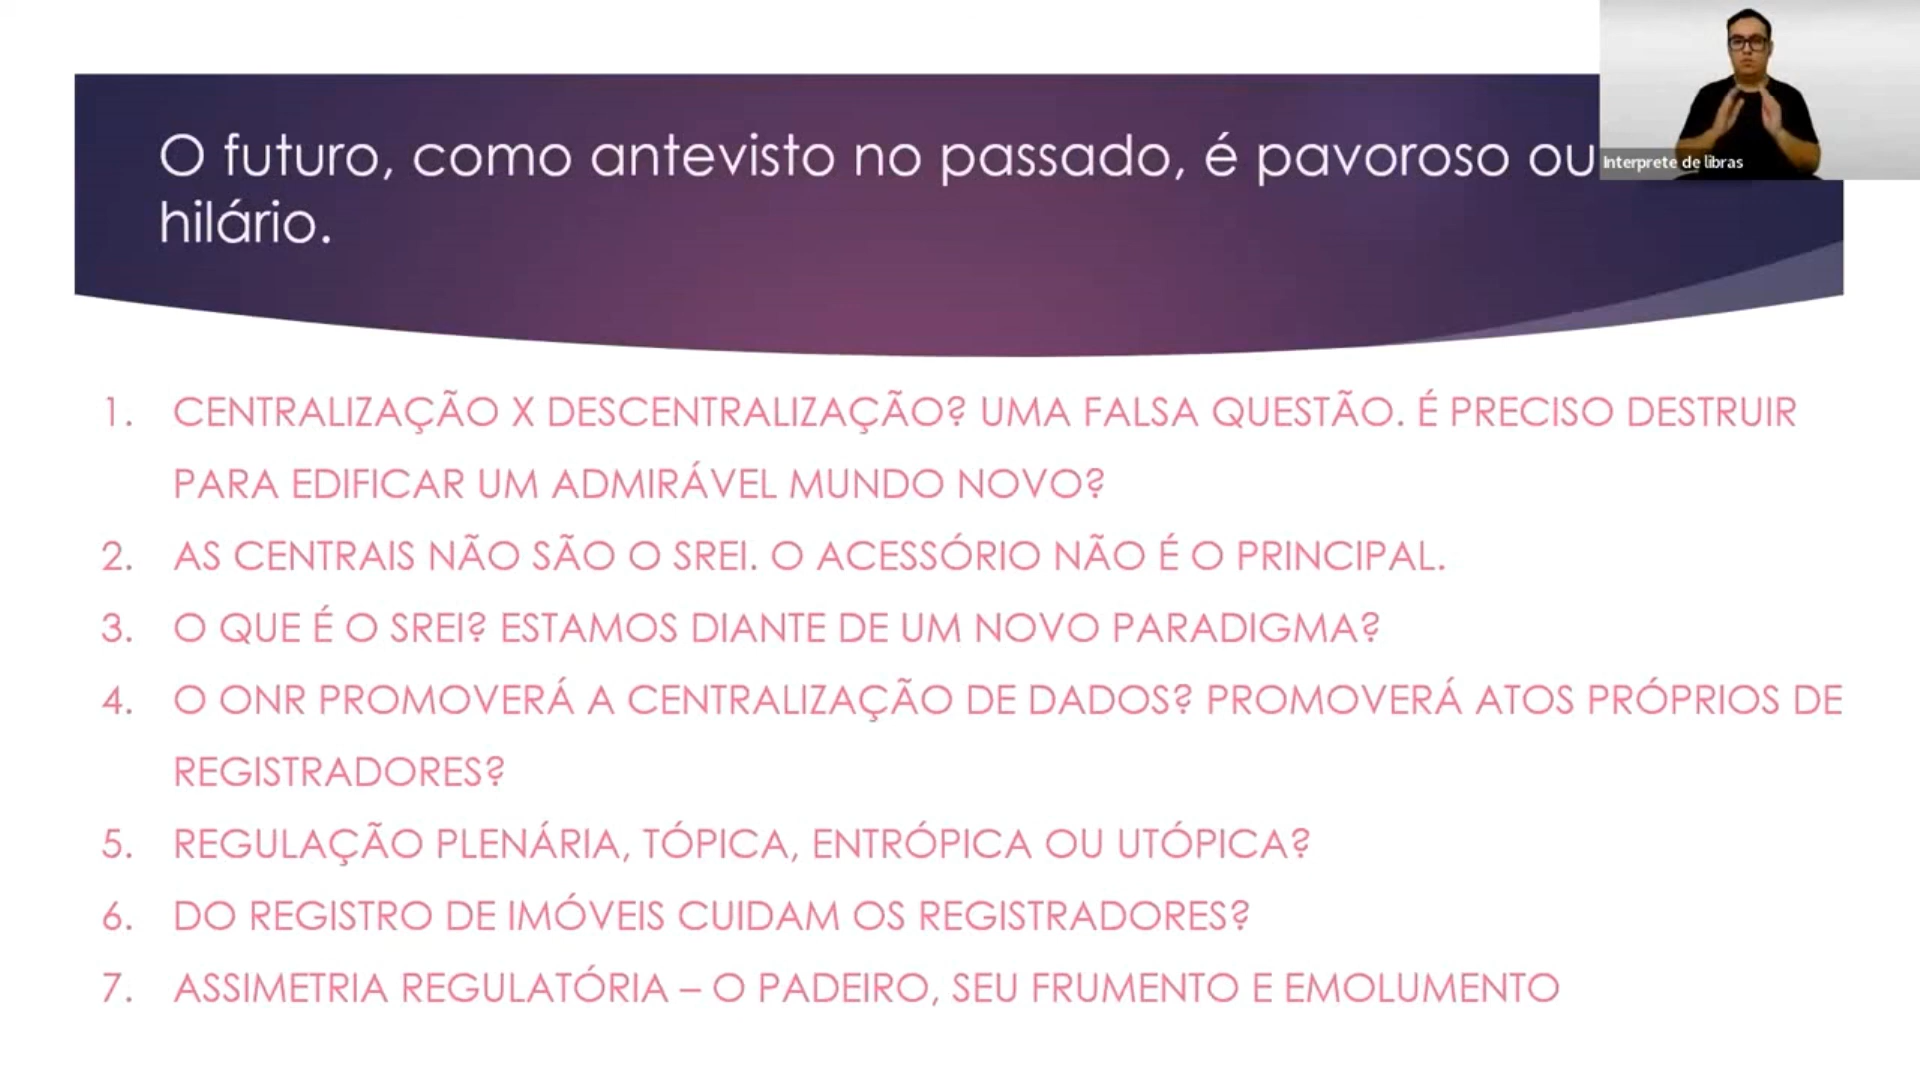 O futuro, como antevisto no passado, é pavoroso ou
hilário.
Interprete de libras
1. CENTRALIZAÇÃO X DESCENTRALIZAÇÃO? UMA FALSA QUESTÃO. É PRECISO DESTRUIR
PARA EDIFICAR UM ADMIRÁVEL MUNDO NOVO?
2. AS CENTRAIS NÃO SÃO O SREI. O ACESSÓRIO NÃO É O PRINCIPAL.
3. O QUE É O SREI? ESTAMOS DIANTE DE UM NOVO PARADIGMA?
4. O ONR PROMOVERÁ A CENTRALIZAÇÃO DE DADOS? PROMOVERÁ ATOS PRÓPRIOS DE
REGISTRADORES?
5. REGULAÇÃO PLENÁRIA, TÓPICA, ENTRÓPICA OU UTÓPICA?
6. DO REGISTRO DE IMÓVEIS CUIDAM OS REGISTRADORES?
7. ASSIMETRIA REGULATÓRIA – O PADEIRO, SEU FRUMENTO E EMOLUMENTO